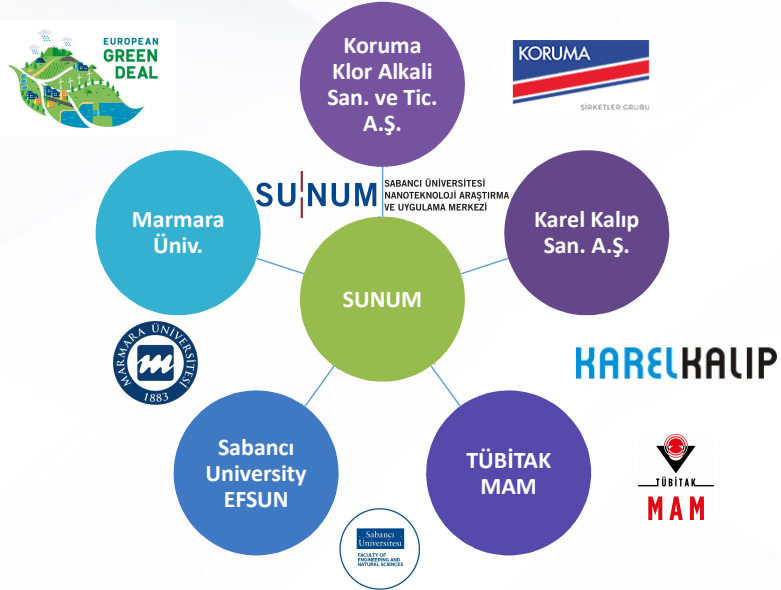 EUROPEAN
GREEN
DEAL
Koruma
Klor Alkali
San. ve Tic.
A.Ş.
KORUMA
ŞİRKETLER GRUBU
SUNUM
SABANCI ÜNİVERSİTESİ
NANOTEKNOLOJİ ARAŞTIRMA
VE UYGULAMA MERKEZİ
Marmara
Üniv.
Karel Kalıp
San. A.Ş.
SUNUM
MARMARA ÜNİVERSİTESİ
m
1883
KARELKALIP
Sabancı
University
EFSUN
TÜBİTAK
MAM
TÜBİTAK
MAM
Sabancı
Üniversitesi
FACULTY OF
ENGINEERING AND
NATURAL SCIENCES